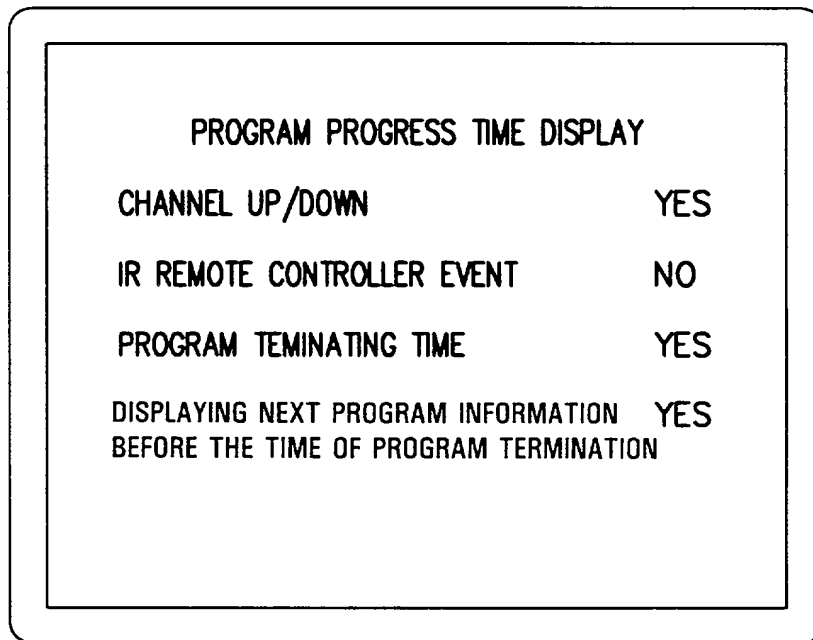 PROGRAM PROGRESS TIME DISPLAY
CHANNEL UP/DOWN YES
IR REMOTE CONTROLLER EVENT NO
PROGRAM TEMINATING TIME YES
DISPLAYING NEXT PROGRAM INFORMATION YES
BEFORE THE TIME OF PROGRAM TERMINATION